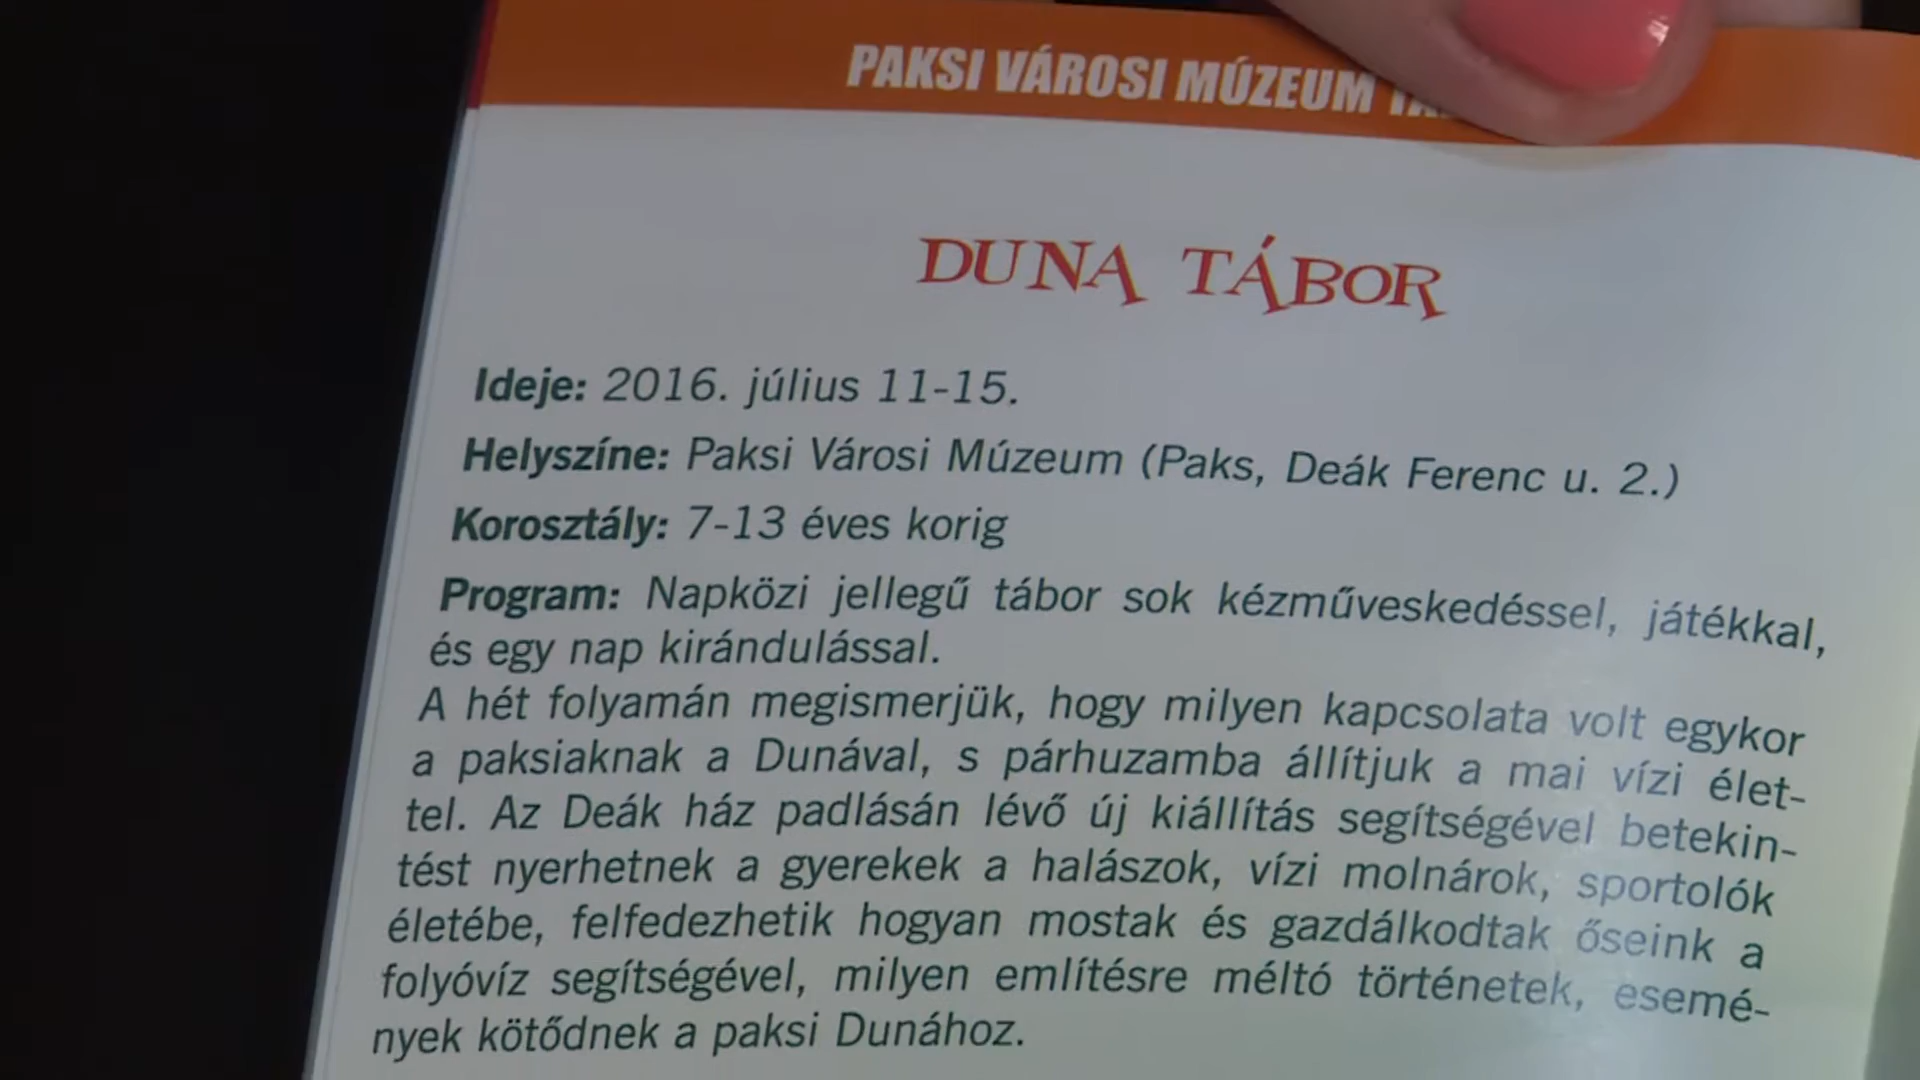 PAKSI VÁROSI MÚZEUM
DUNA TÁBOR
Ideje: 2016. július 11-15.
Helyszíne: Paksi Városi Múzeum (Paks, Deák Ferenc u. 2.)
Korosztály: 7-13 éves korig
Program: Napközi jellegű tábor sok kézműveskedéssel, játékkal,
és egy nap kirándulással.
A hét folyamán megismerjük, hogy milyen kapcsolata volt egykor
a paksiaknak a Dunával, s párhuzamba állítjuk a mai vízi élet-
tel. Az Deák ház padlásán lévő új kiállítás segítségével betekin-
tést nyerhetnek a gyerekek a halászok, vízi molnárok, sportolók
életébe, felfedezhetik hogyan mostak és gazdálkodtak őseink a
folyóvíz segítségével, milyen említésre méltó történetek, esemé-
nyek kötődnek a paksi Dunához.